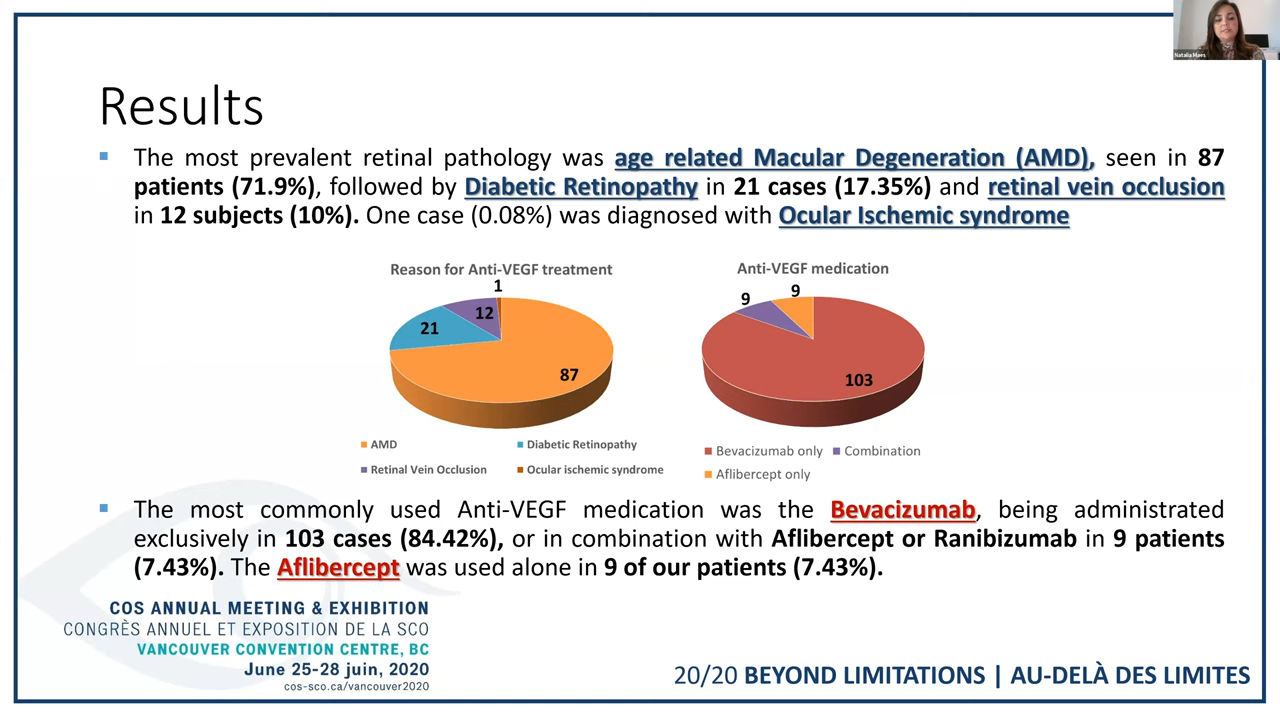 Natalia Maes
Results
The most prevalent retinal pathology was age related Macular Degeneration (AMD), seen in 87
patients (71.9%), followed by Diabetic Retinopathy in 21 cases (17.35%) and retinal vein occlusion
in 12 subjects (10%). One case (0.08%) was diagnosed with Ocular Ischemic syndrome
Reason for Anti-VEGF treatment
1
12
21
87
AMD
Diabetic Retinopathy
Retinal Vein Occlusion
Ocular ischemic syndrome
Anti-VEGF medication
9
9
103
Bevacizumab only
Combination
Aflibercept only
The most commonly used Anti-VEGF medication was the Bevacizumab, being administrated
exclusively in 103 cases (84.42%), or in combination with Aflibercept or Ranibizumab in 9 patients
(7.43%). The Aflibercept was used alone in 9 of our patients (7.43%).
COS ANNUAL MEETING & EXHIBITION
CONGRÈS ANNUEL ET EXPOSITION DE LA SCO
VANCOUVER CONVENTION CENTRE, BC
June 25-28 juin, 2020
cos-sco.ca/vancouver2020
20/20 BEYOND LIMITATIONS | AU-DELÀ DES LIMITES